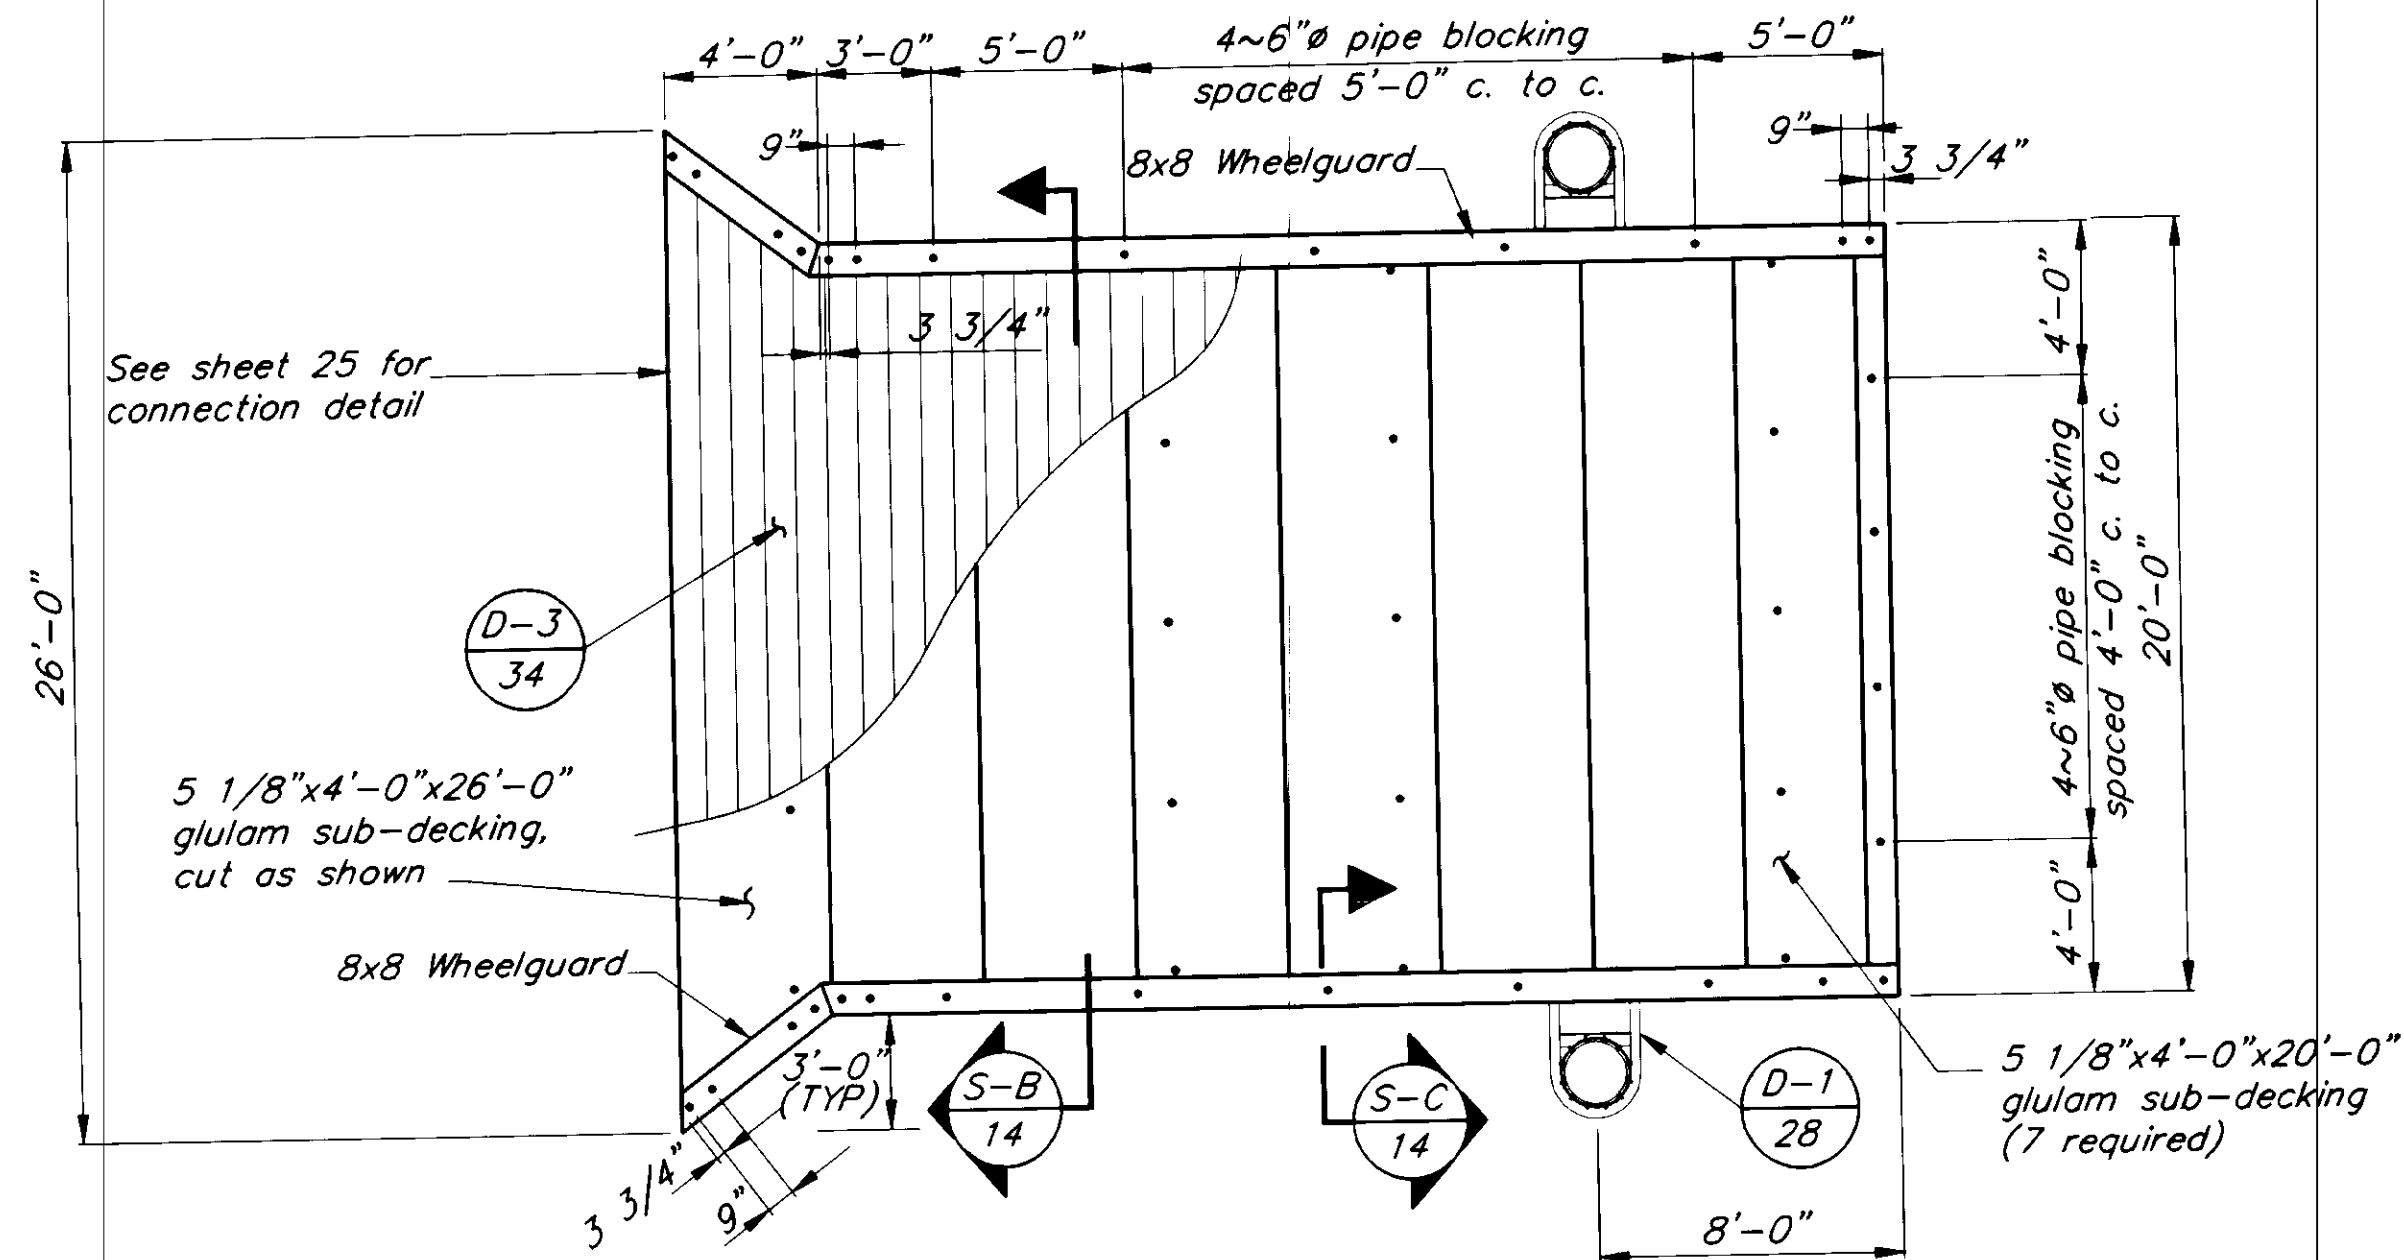 4'-0"
3'-0"
5'-0"
4~6"ø pipe blocking
spaced 5'-0" c. to c.
5'-0"
9"
8x8 Wheelguard
9"
3 3/4"
3 3/4"
See sheet 25 for
connection detail
26'-0"
D-3
34
4'-0"
4~6"ø pipe blocking
spaced 4'-0" c. to c.
20'-0"
4'-0"
5 1/8"x4'-0"x26'-0"
glulam sub-decking,
cut as shown
8x8 Wheelguard
3'-0"
(TYP)
3 3/4"
9"
S-B
14
S-C
14
D-1
28
5 1/8"x4'-0"x20'-0"
glulam sub-decking
(7 required)
8'-0"